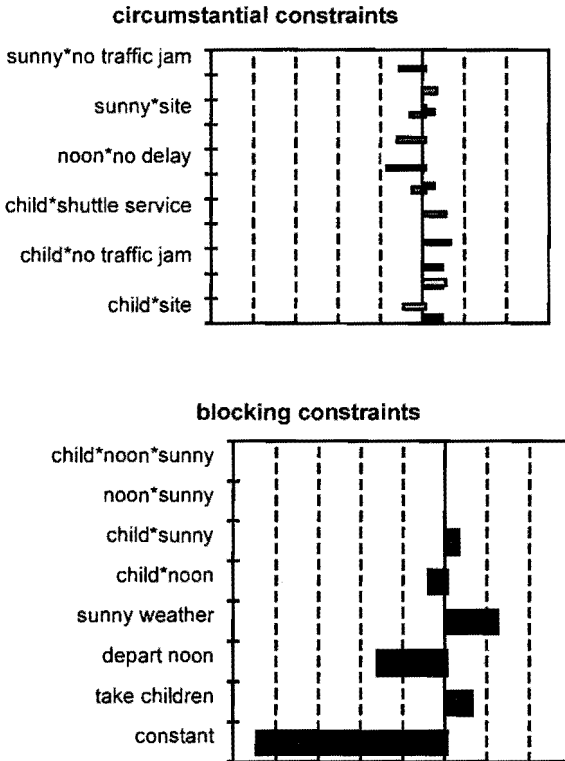 circumstantial constraints
sunny*no traffic jam
sunny*site
noon*no delay
child*shuttle service
child*no traffic jam
child*site
blocking constraints
child*noon*sunny
noon*sunny
child*sunny
child*noon
sunny weather
depart noon
take children
constant